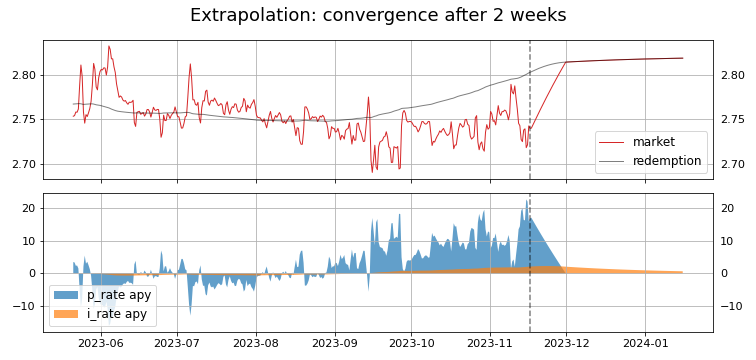 Extrapolation: convergence after 2 weeks
2.80
2.75
2.70
2.80
2.75
2.70
market
redemption
20
10
0
−10
20
10
0
−10
p_rate apy
i_rate apy
2023-06 2023-07 2023-08 2023-09 2023-10 2023-11 2023-12 2024-01